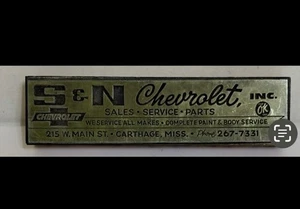 S & N Chevrolet, INC.
SALES · SERVICE · PARTS OK
CHEVROLET WE SERVICE ALL MAKES · COMPLETE PAINT & BODY SERVICE
215 W. MAIN ST · CARTHAGE, MISS. · Phone 267-7331